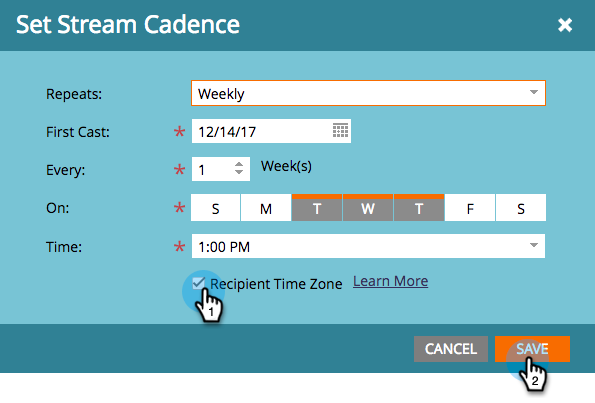 Set Stream Cadence ×
Repeats: Weekly
First Cast: * 12/14/17
Every: * 1 Week(s)
On: * S M T W T F S
Time: * 1:00 PM
Recipient Time Zone Learn More
1
CANCEL SAVE
2